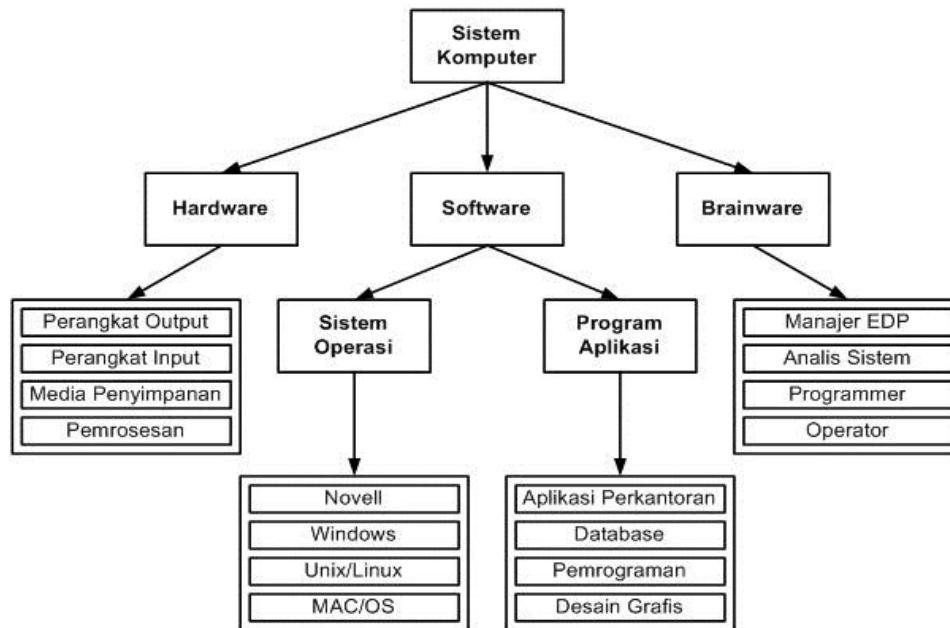 Sistem
Komputer
Hardware
Software
Brainware
Perangkat Output
Perangkat Input
Media Penyimpanan
Pemrosesan
Sistem
Operasi
Program
Aplikasi
Manajer EDP
Analis Sistem
Programmer
Operator
Novell
Windows
Unix/Linux
MAC/OS
Aplikasi Perkantoran
Database
Pemrograman
Desain Grafis